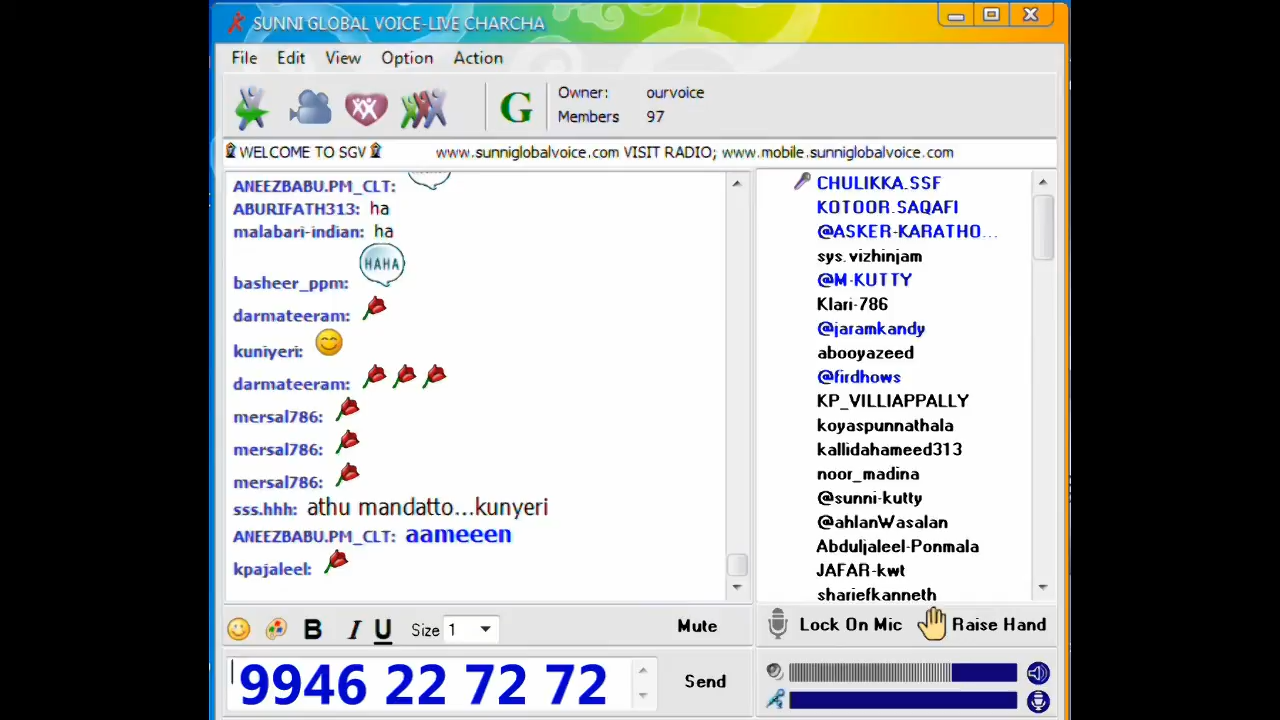 SUNNI GLOBAL VOICE-LIVE CHARCHA
File Edit View Option Action
G
Owner: ourvoice
Members 97
WELCOME TO SGV www.sunniglobalvoice.com VISIT RADIO; www.mobile.sunniglobalvoice.com
ANEEZBABU.PM_CLT:
ABURIFATH313: ha
malabari-indian: ha
HAHA
basheer_ppm:
darmateeram:
kuniyeri:
darmateeram:
mersal786:
mersal786:
mersal786:
sss.hhh: athu mandatto...kunyeri
ANEEZBABU.PM_CLT: aameeen
kpajaleel:
CHULIKKA.SSF
KOTOOR.SAQAFI
@ASKER-KARATHO...
sys.vizhinjam
@M-KUTTY
Klari-786
@jaramkandy
abooyazeed
@firdhows
KP_VILLIAPPALLY
koyaspunnathala
kallidahameed313
noor_madina
@sunni-kutty
@ahlanWasalan
Abduljaleel-Ponmala
JAFAR-kwt
shariefkanneth
B I U Size 1 Mute
Lock On Mic Raise Hand
9946 22 72 72
Send